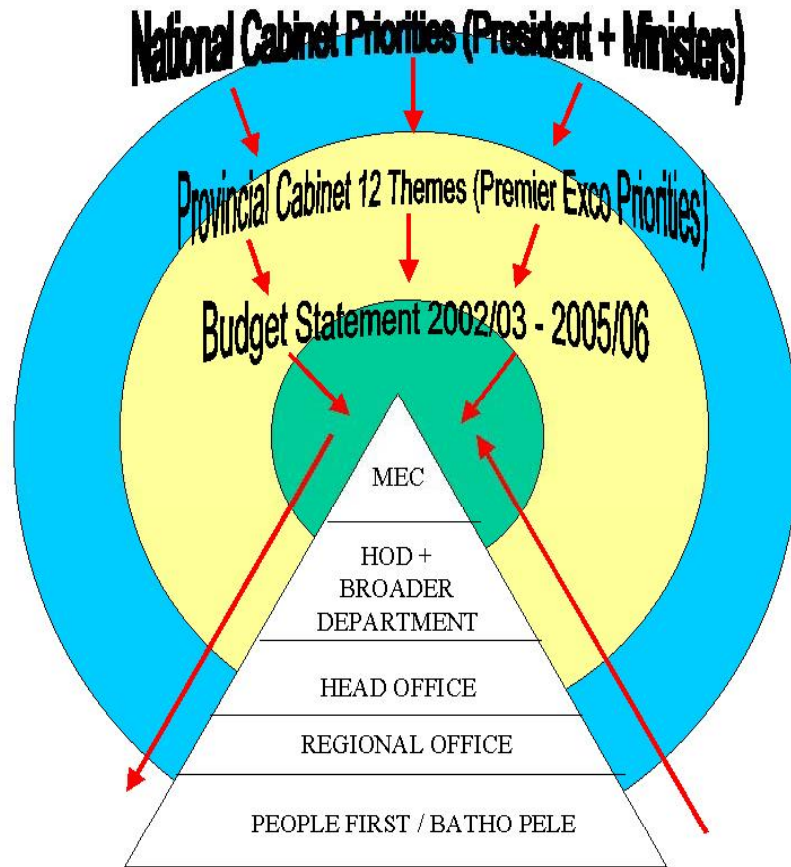 National Cabinet Priorities (President + Ministers)
Provincial Cabinet 12 Themes (Premier Exco Priorities)
Budget Statement 2002/03 - 2005/06
MEC
HOD +
BROADER
DEPARTMENT
HEAD OFFICE
REGIONAL OFFICE
PEOPLE FIRST / BATHO PELE